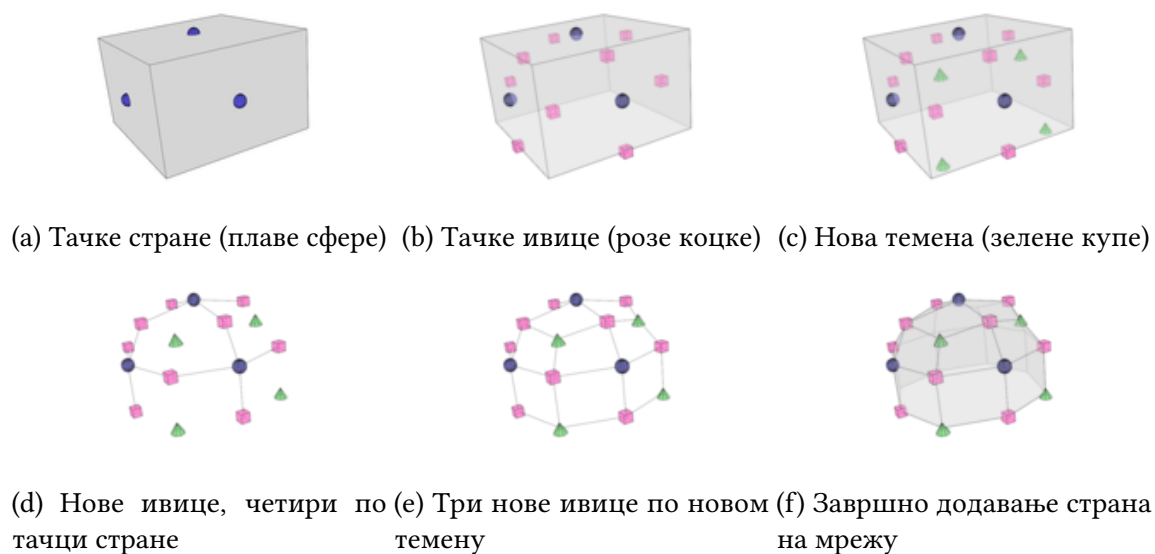 (a) Тачке стране (плаве сфере)
(b) Тачке ивице (розе коцке)
(c) Нова темена (зелене купе)
(d) Нове ивице, четири по
тачци стране
(e) Три нове ивице по новом
темену
(f) Завршно додавање страна
на мрежу